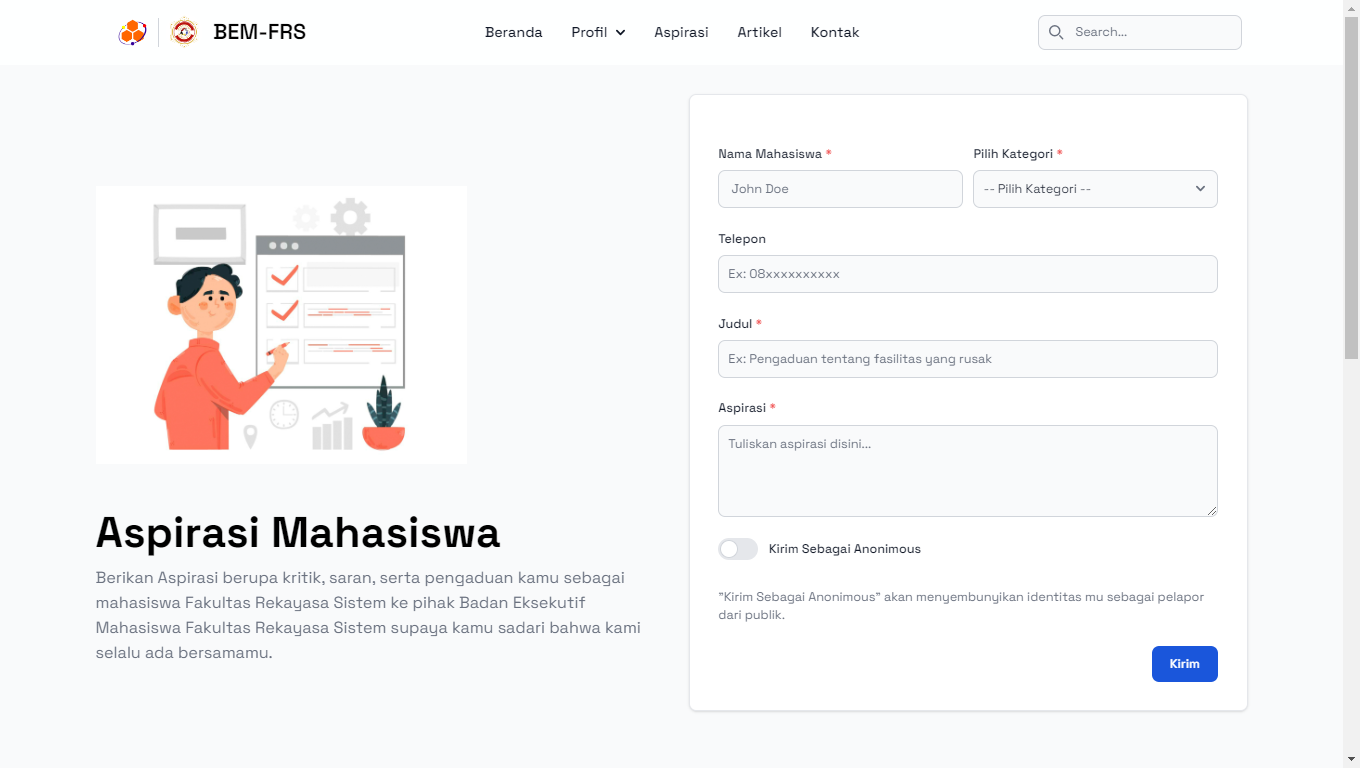 BEM-FRS
Beranda
Profil
Aspirasi
Artikel
Kontak
Search...
Aspirasi Mahasiswa
Berikan Aspirasi berupa kritik, saran, serta pengaduan kamu sebagai
mahasiswa Fakultas Rekayasa Sistem ke pihak Badan Eksekutif
Mahasiswa Fakultas Rekayasa Sistem supaya kamu sadari bahwa kami
selalu ada bersamamu.
Nama Mahasiswa *
John Doe
Pilih Kategori *
-- Pilih Kategori --
Telepon
Ex: 08xxxxxxxxxx
Judul *
Ex: Pengaduan tentang fasilitas yang rusak
Aspirasi *
Tuliskan aspirasi disini...
Kirim Sebagai Anonimous
"Kirim Sebagai Anonimous" akan menyembunyikan identitas mu sebagai pelapor
dari publik.
Kirim